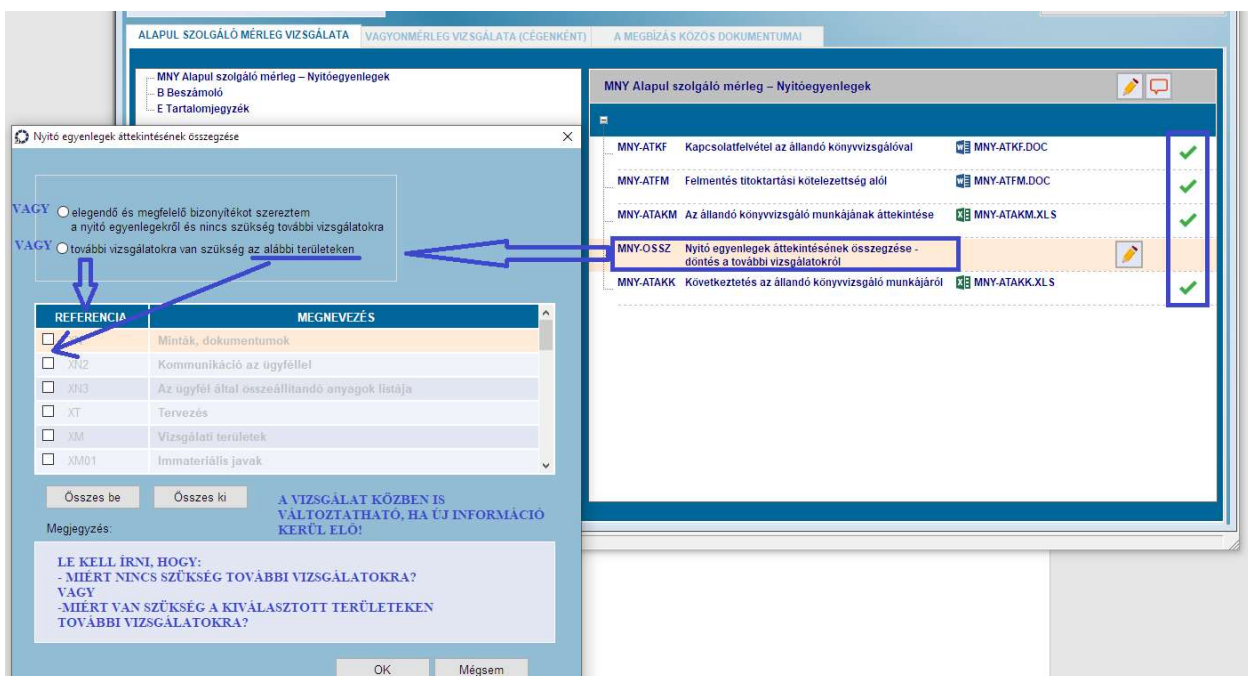 ALAPUL SZOLGÁLÓ MÉRLEG VIZSGÁLATA
VAGYONMÉRLEG VIZSGÁLATA (CÉGENKÉNT)
A MEGBÍZÁS KÖZÖS DOKUMENTUMAI
MNY Alapul szolgáló mérleg – Nyitóegyenlegek
B Beszámoló
E Tartalomjegyzék
MNY Alapul szolgáló mérleg – Nyitóegyenlegek
MNY-ATKF Kapcsolatfelvétel az állandó könyvvizsgálóval MNY-ATKF.DOC
MNY-ATFM Felmentés titoktartási kötelezettség alól MNY-ATFM.DOC
MNY-ATAKM Az állandó könyvvizsgáló munkájának áttekintése MNY-ATAKM.XLS
MNY-OSSZ Nyitó egyenlegek áttekintésének összegzése -
döntés a további vizsgálatokról
MNY-ATAKK Következtetés az állandó könyvvizsgáló munkájáról MNY-ATAKK.XLS
Nyitó egyenlegek áttekintésének összegzése
VAGY elegendő és megfelelő bizonyítékot szereztem
a nyitó egyenlegekről és nincs szükség további vizsgálatokra
VAGY további vizsgálatokra van szükség az alábbi területeken
REFERENCIA MEGNEVEZÉS
Minták, dokumentumok
XN2 Kommunikáció az ügyféllel
XN3 Az ügyfél által összeállítandó anyagok listája
XT Tervezés
XM Vizsgálati területek
XM01 Immateriális javak
Összes be Összes ki
A VIZSGÁLAT KÖZBEN IS
VÁLTOZTATHATÓ, HA ÚJ INFORMÁCIÓ
KERÜL ELŐ!
Megjegyzés:
LE KELL ÍRNI, HOGY:
- MIÉRT NINCS SZÜKSÉG TOVÁBBI VIZSGÁLATOKRA?
VAGY
-MIÉRT VAN SZÜKSÉG A KIVÁLASZTOTT TERÜLETEKEN
TOVÁBBI VIZSGÁLATOKRA?
OK Mégsem